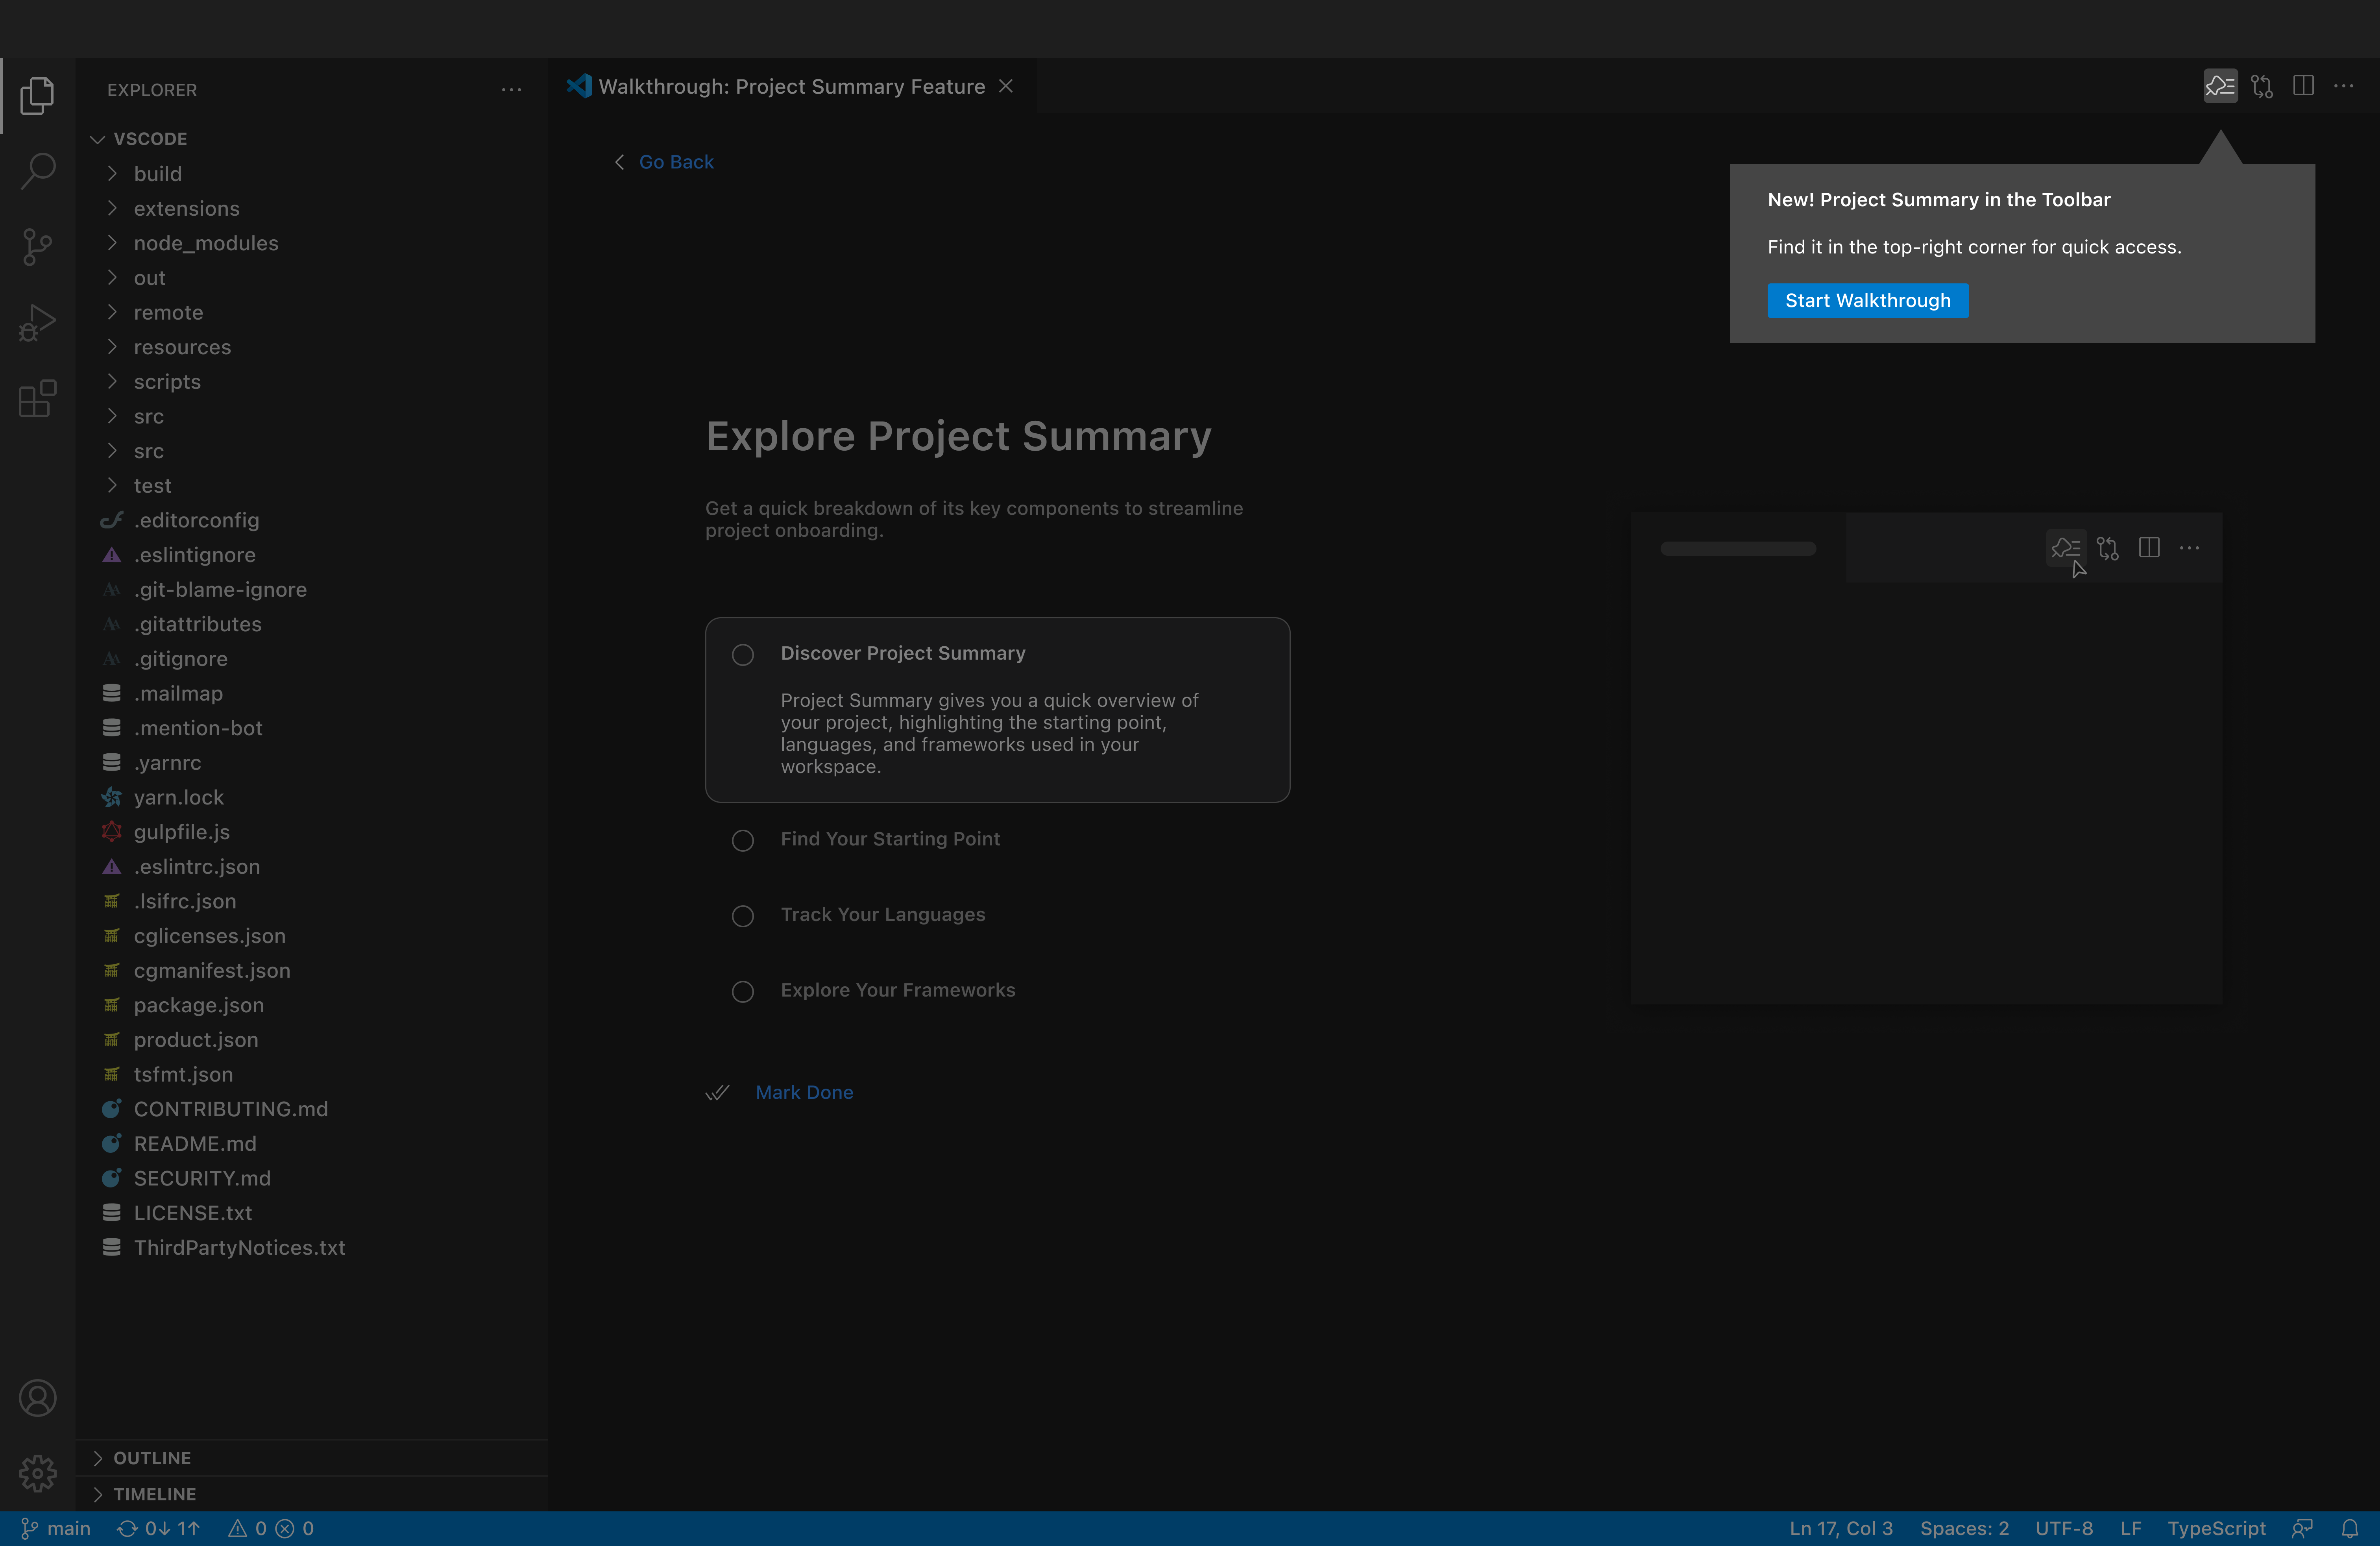 EXPLORER
VSCODE
build
extensions
node_modules
out
remote
resources
scripts
src
src
test
.editorconfig
.eslintignore
.git-blame-ignore
.gitattributes
.gitignore
.mailmap
.mention-bot
.yarnrc
yarn.lock
gulpfile.js
.eslintrc.json
.lsifrc.json
cglicenses.json
cgmanifest.json
package.json
product.json
tsfmt.json
CONTRIBUTING.md
README.md
SECURITY.md
LICENSE.txt
ThirdPartyNotices.txt
OUTLINE
TIMELINE
Walkthrough: Project Summary Feature
Go Back
New! Project Summary in the Toolbar
Find it in the top-right corner for quick access.
Start Walkthrough
Explore Project Summary
Get a quick breakdown of its key components to streamline
project onboarding.
Discover Project Summary
Project Summary gives you a quick overview of
your project, highlighting the starting point,
languages, and frameworks used in your
workspace.
Find Your Starting Point
Track Your Languages
Explore Your Frameworks
Mark Done
main 0↓ 1↑ 0 0 Ln 17, Col 3 Spaces: 2 UTF-8 LF TypeScript